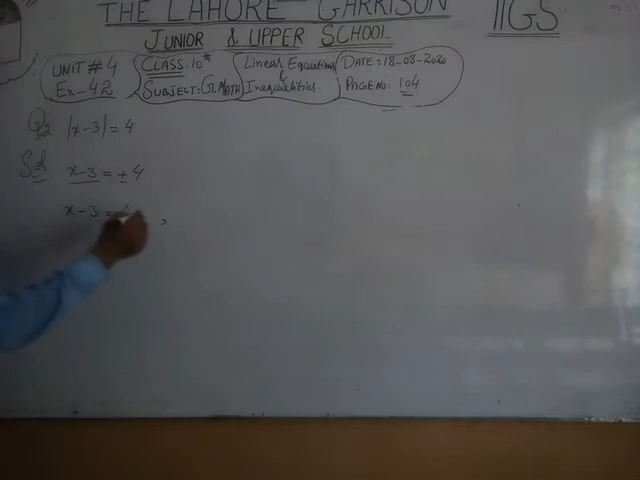 THE LAHORE GARRISON
JUNIOR & UPPER SCHOOL
UNIT # 4
Ex-4.2
CLASS: 10th
SUBJECT: G. MATH
Linear Equations
&
Inequalities.
DATE: 18-08-2020
PAGE NO: 104
Q2. |x-3| = 4
Sol
x-3 = ±4
x-3 =
,